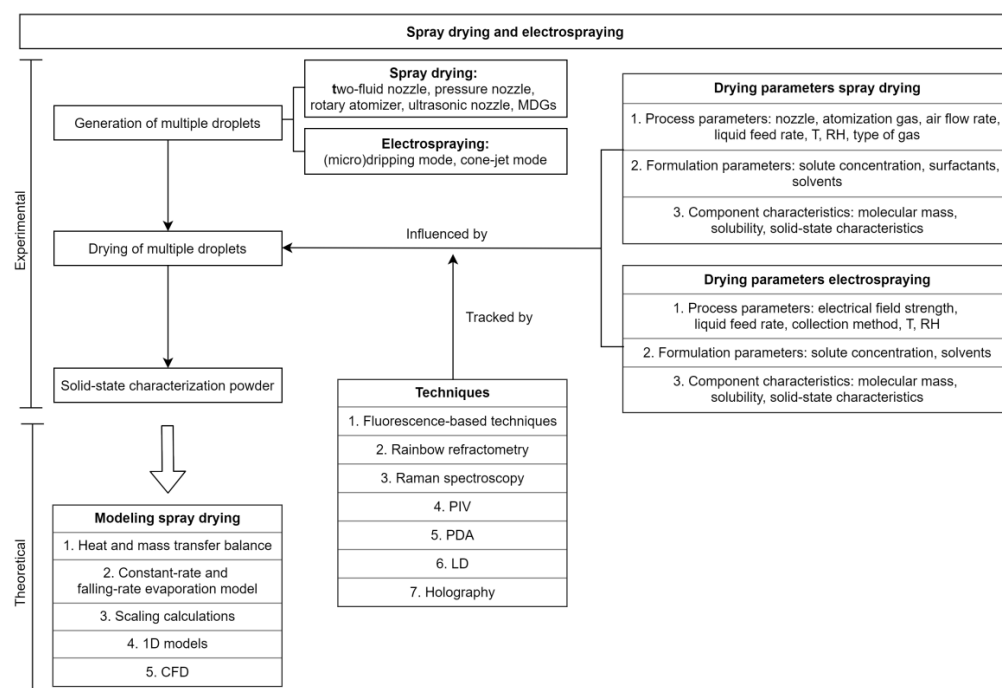 Spray drying and electrospraying
Experimental
Generation of multiple droplets
Spray drying:
two-fluid nozzle, pressure nozzle,
rotary atomizer, ultrasonic nozzle, MDGs
Electrospraying:
(micro)dripping mode, cone-jet mode
Drying of multiple droplets
Influenced by
Drying parameters spray drying
1. Process parameters: nozzle, atomization gas, air flow rate,
liquid feed rate, T, RH, type of gas
2. Formulation parameters: solute concentration, surfactants,
solvents
3. Component characteristics: molecular mass,
solubility, solid-state characteristics
Drying parameters electrospraying
1. Process parameters: electrical field strength,
liquid feed rate, collection method, T, RH
2. Formulation parameters: solute concentration, solvents
3. Component characteristics: molecular mass,
solubility, solid-state characteristics
Tracked by
Techniques
1. Fluorescence-based techniques
2. Rainbow refractometry
3. Raman spectroscopy
4. PIV
5. PDA
6. LD
7. Holography
Solid-state characterization powder
Theoretical
Modeling spray drying
1. Heat and mass transfer balance
2. Constant-rate and
falling-rate evaporation model
3. Scaling calculations
4. 1D models
5. CFD